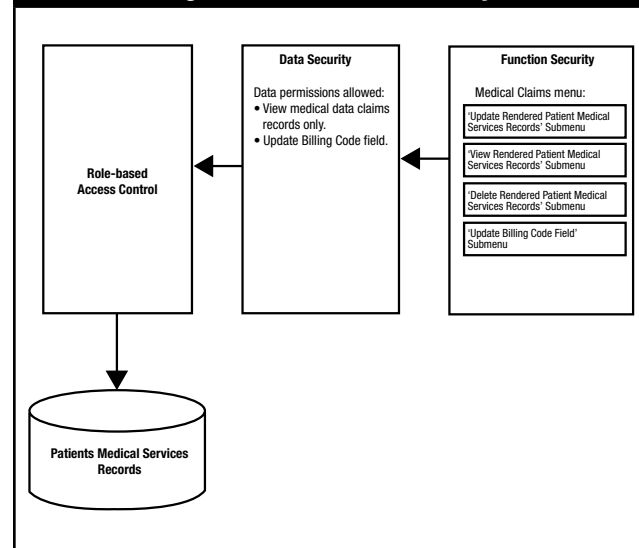 Role-based
Access Control
Data Security
Data permissions allowed:
• View medical data claims
records only.
• Update Billing Code field.
Function Security
Medical Claims menu:
'Update Rendered Patient Medical
Services Records' Submenu
'View Rendered Patient Medical
Services Records' Submenu
'Delete Rendered Patient Medical
Services Records' Submenu
'Update Billing Code Field'
Submenu
Patients Medical Services
Records